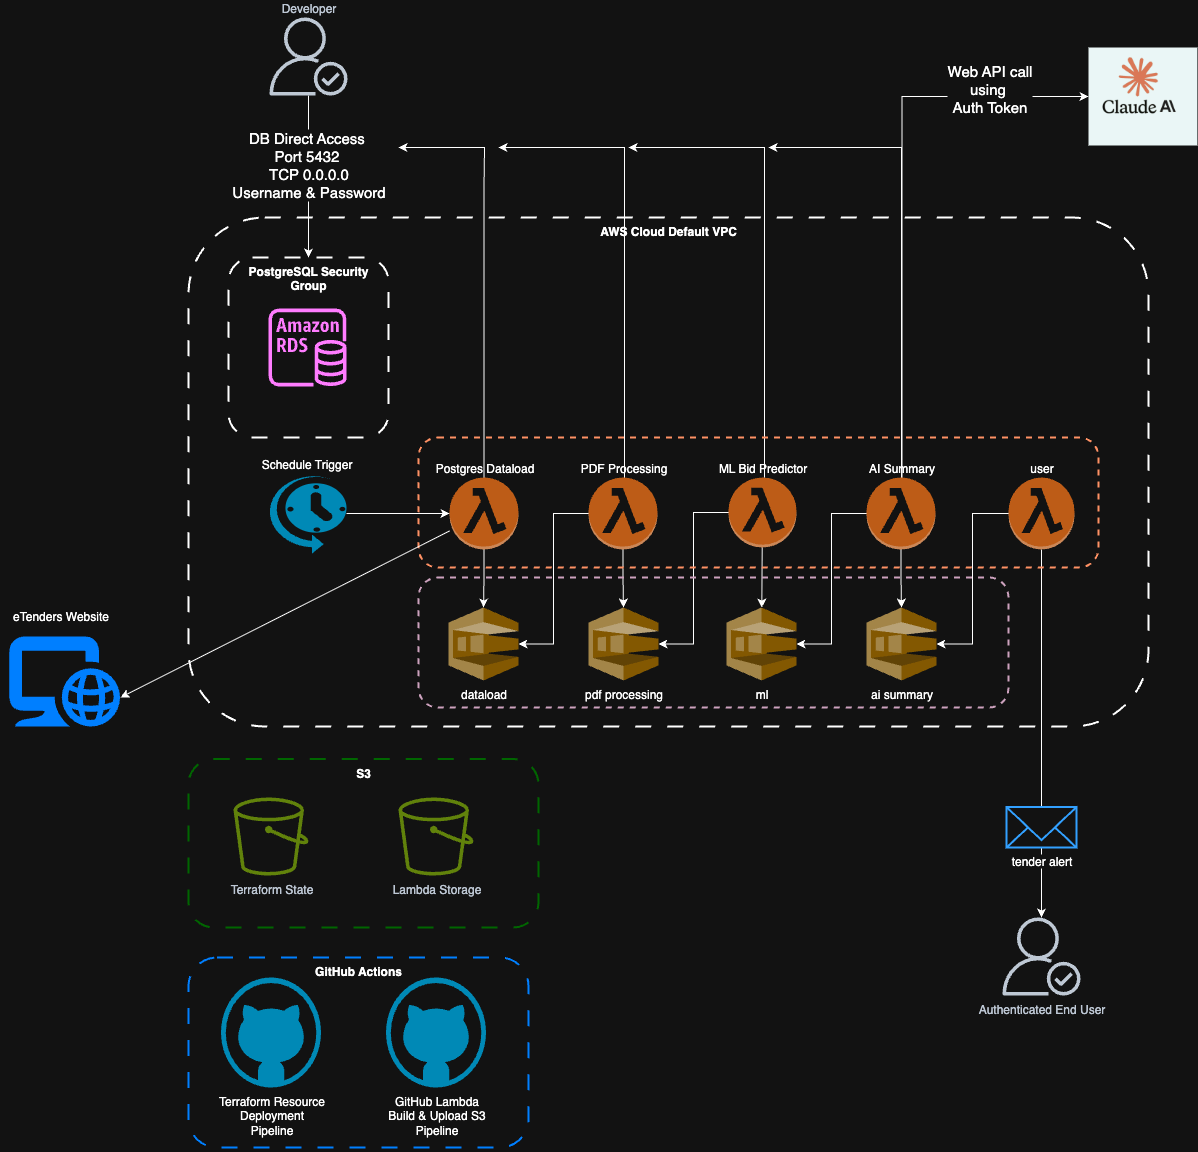 Developer
DB Direct Access
Port 5432
TCP 0.0.0.0
Username & Password
Web API call
using
Auth Token
Claude AI
AWS Cloud Default VPC
PostgreSQL Security
Group
Amazon
RDS
Schedule Trigger
Postgres Dataload
PDF Processing
ML Bid Predictor
AI Summary
user
eTenders Website
dataload
pdf processing
ml
ai summary
S3
Terraform State
Lambda Storage
tender alert
Authenticated End User
GitHub Actions
Terraform Resource
Deployment
Pipeline
GitHub Lambda
Build & Upload S3
Pipeline